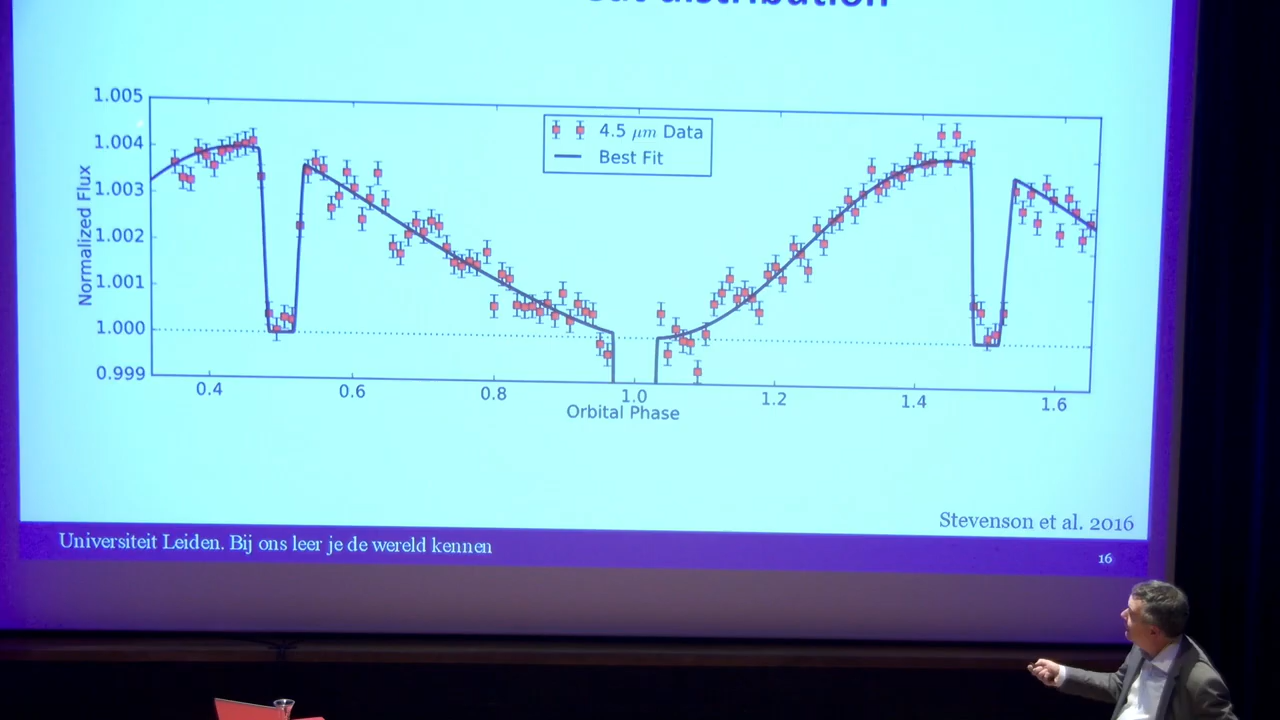 distribution
1.005
1.004
1.003
1.002
1.001
1.000
0.999
Normalized Flux
4.5 μm Data
Best Fit
0.4
0.6
0.8
1.0
1.2
1.4
1.6
Orbital Phase
Stevenson et al. 2016
Universiteit Leiden. Bij ons leer je de wereld kennen
16